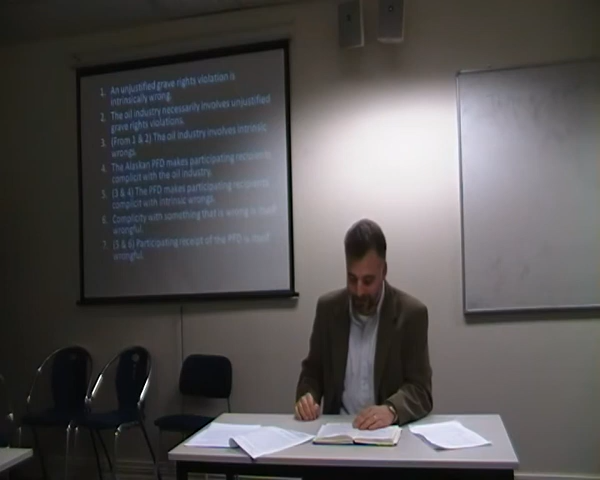 1. An unjustified grave rights violation is
intrinsically wrong.
2. The oil industry necessarily involves unjustified
grave rights violations.
3. (From 1 & 2) The oil industry involves intrinsic
wrongs.
4. The Alaskan PFD makes participating recipients
complicit with the oil industry.
5. (3 & 4) The PFD makes participating recipients
complicit with intrinsic wrongs.
6. Complicity with something that is wrong is itself
wrongful.
7. (5 & 6) Participating receipt of the PFD is itself
wrongful.